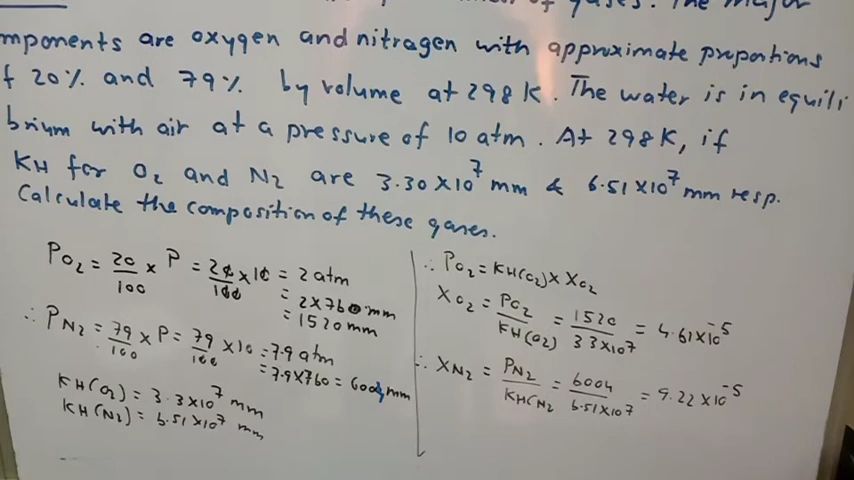 of gases. The major
mponents are oxygen and nitragen with approximate proportions
f 20% and 79% by volume at 298 K. The water is in equili
brium with air at a pressure of 10 atm. At 298 K, if
KH for O2 and N2 are 3.30×10^7 mm & 6.51×10^7 mm resp.
Calculate the composition of these gases.
PO2 = 20/100 × P = 20/100 × 10 = 2 atm
= 2×760 mm
= 1520 mm
∴ PN2 = 79/100 × P = 79/100 × 10 = 7.9 atm
= 7.9×760 = 6004 mm
KH(O2) = 3.3×10^7 mm
KH(N2) = 6.51×10^7 mm
∴ PO2 = KH(O2) × XO2
XO2 = PO2/KH(O2) = 1520/33×10^7 = 4.61×10^-5
∴ XN2 = PN2/KH(N2 = 6004/6.51×10^7 = 9.22×10^-5